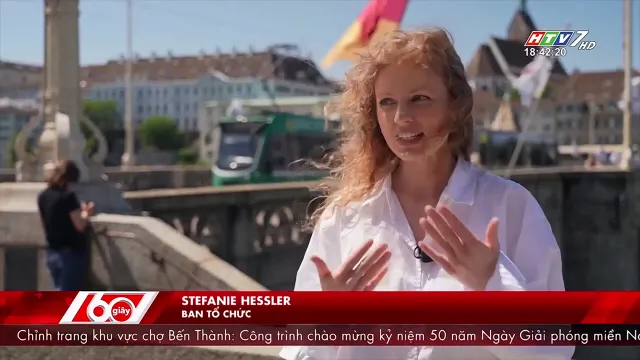 HTV7 HD
18:42:20
STEFANIE HESSLER
60 giây
BAN TỔ CHỨC
Chỉnh trang khu vực chợ Bến Thành: Công trình chào mừng kỷ niệm 50 năm Ngày Giải phóng miền N